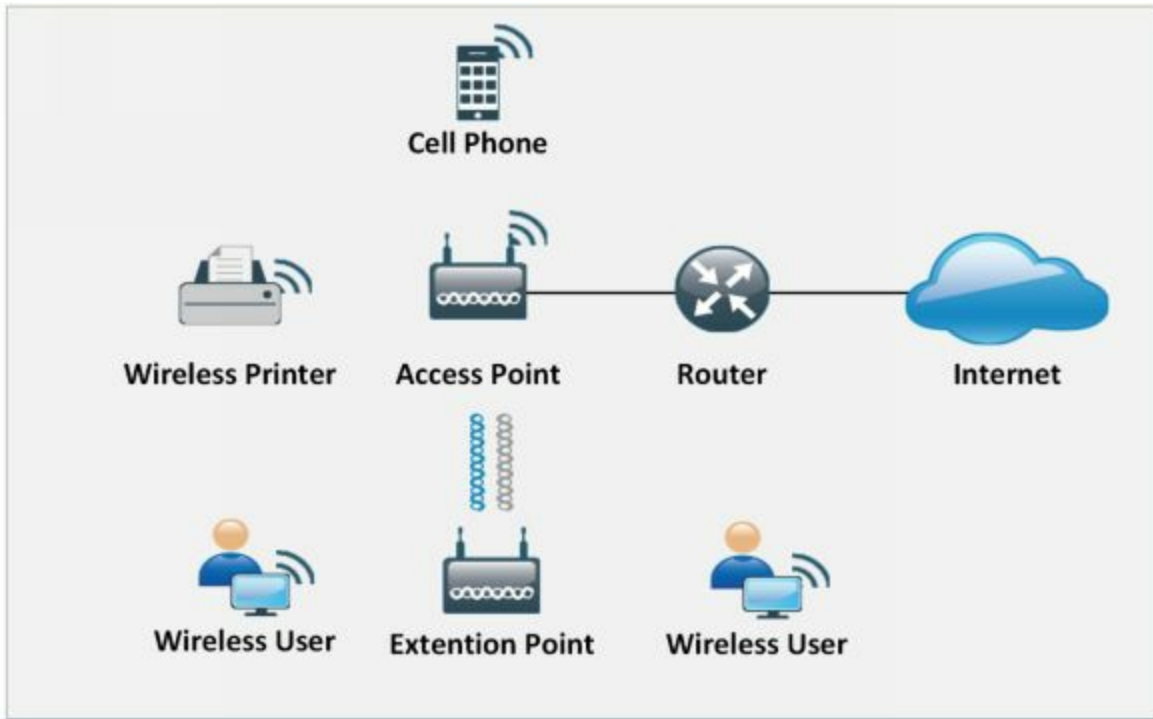 Cell Phone
Wireless Printer
Access Point
Router
Internet
Wireless User
Extention Point
Wireless User